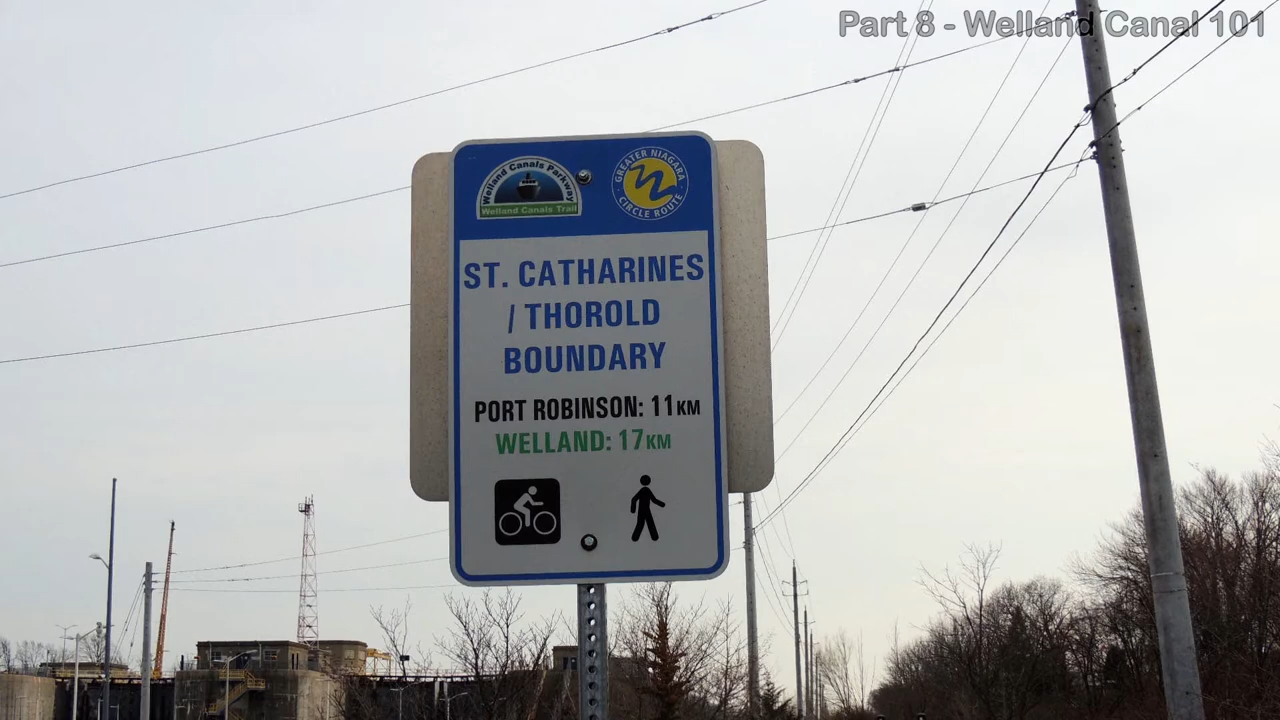 Part 8 - Welland Canal 101
Welland Canals Parkway
Welland Canals Trail
GREATER NIAGARA
CIRCLE ROUTE
ST. CATHARINES
/ THOROLD
BOUNDARY
PORT ROBINSON: 11KM
WELLAND: 17KM